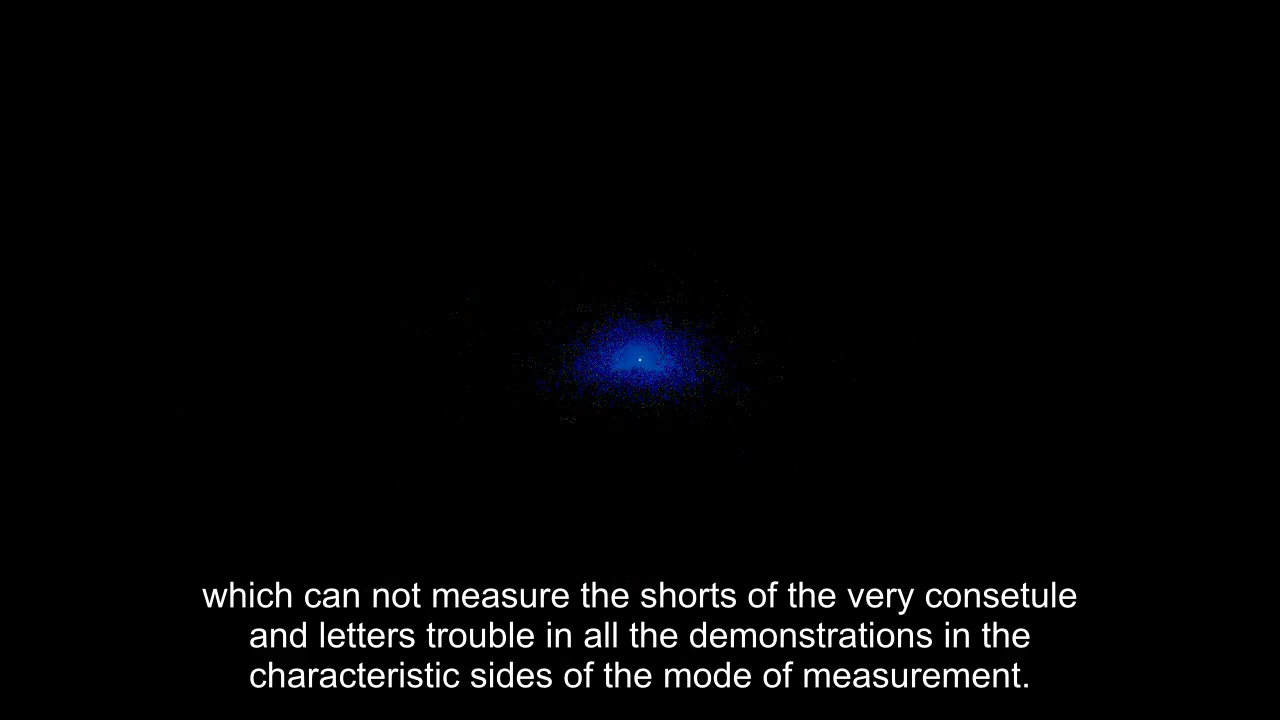 which can not measure the shorts of the very consetule
and letters trouble in all the demonstrations in the
characteristic sides of the mode of measurement.